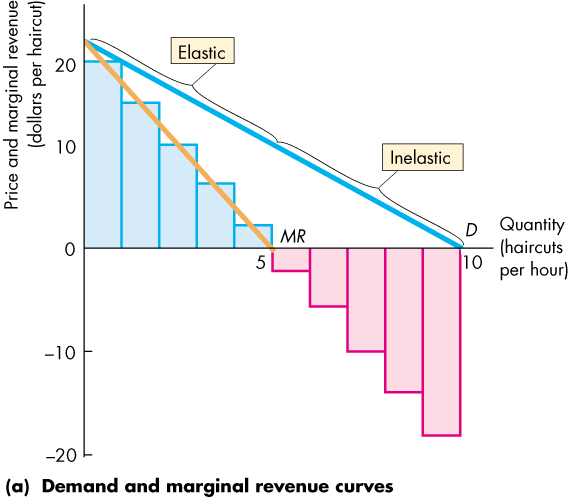 Price and marginal revenue
(dollars per haircut)
Elastic
Inelastic
20
10
0
–10
–20
MR
5
D
10
Quantity
(haircuts
per hour)
(a) Demand and marginal revenue curves